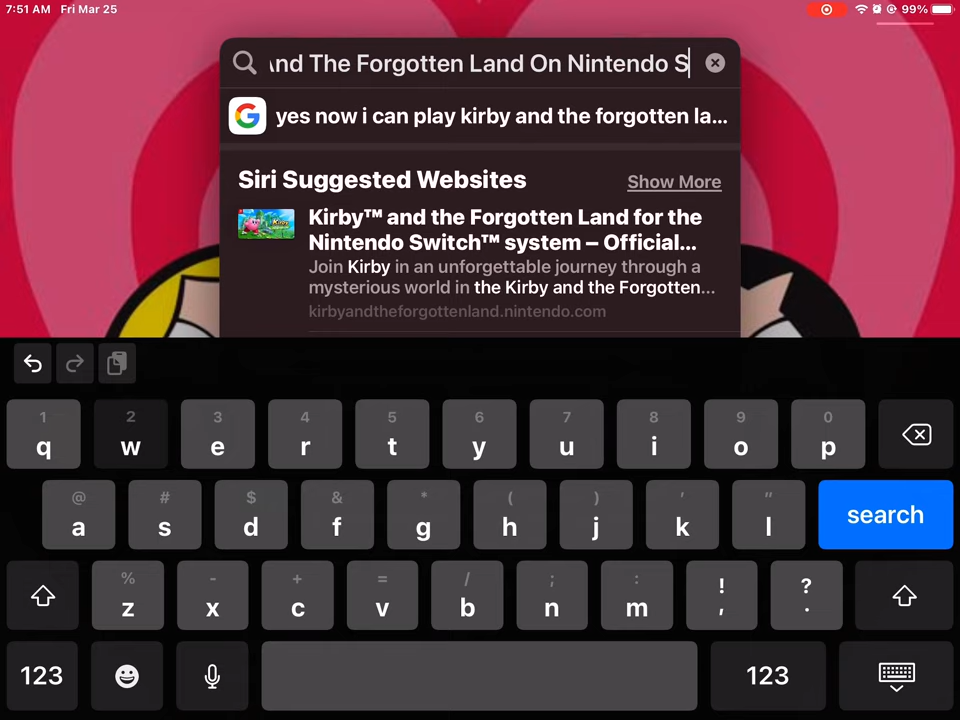 7:51 AM Fri Mar 25 99%
And The Forgotten Land On Nintendo S
yes now i can play kirby and the forgotten la...
Siri Suggested Websites Show More
Kirby™ and the Forgotten Land for the
Nintendo Switch™ system – Official...
Join Kirby in an unforgettable journey through a
mysterious world in the Kirby and the Forgotten...
kirbyandtheforgottenland.nintendo.com
1 2 3 4 5 6 7 8 9 0
q w e r t y u i o p
@ # $ & * ( ) ' "
a s d f g h j k l search
% - + = / ; : ! ?
z x c v b n m , .
123 123